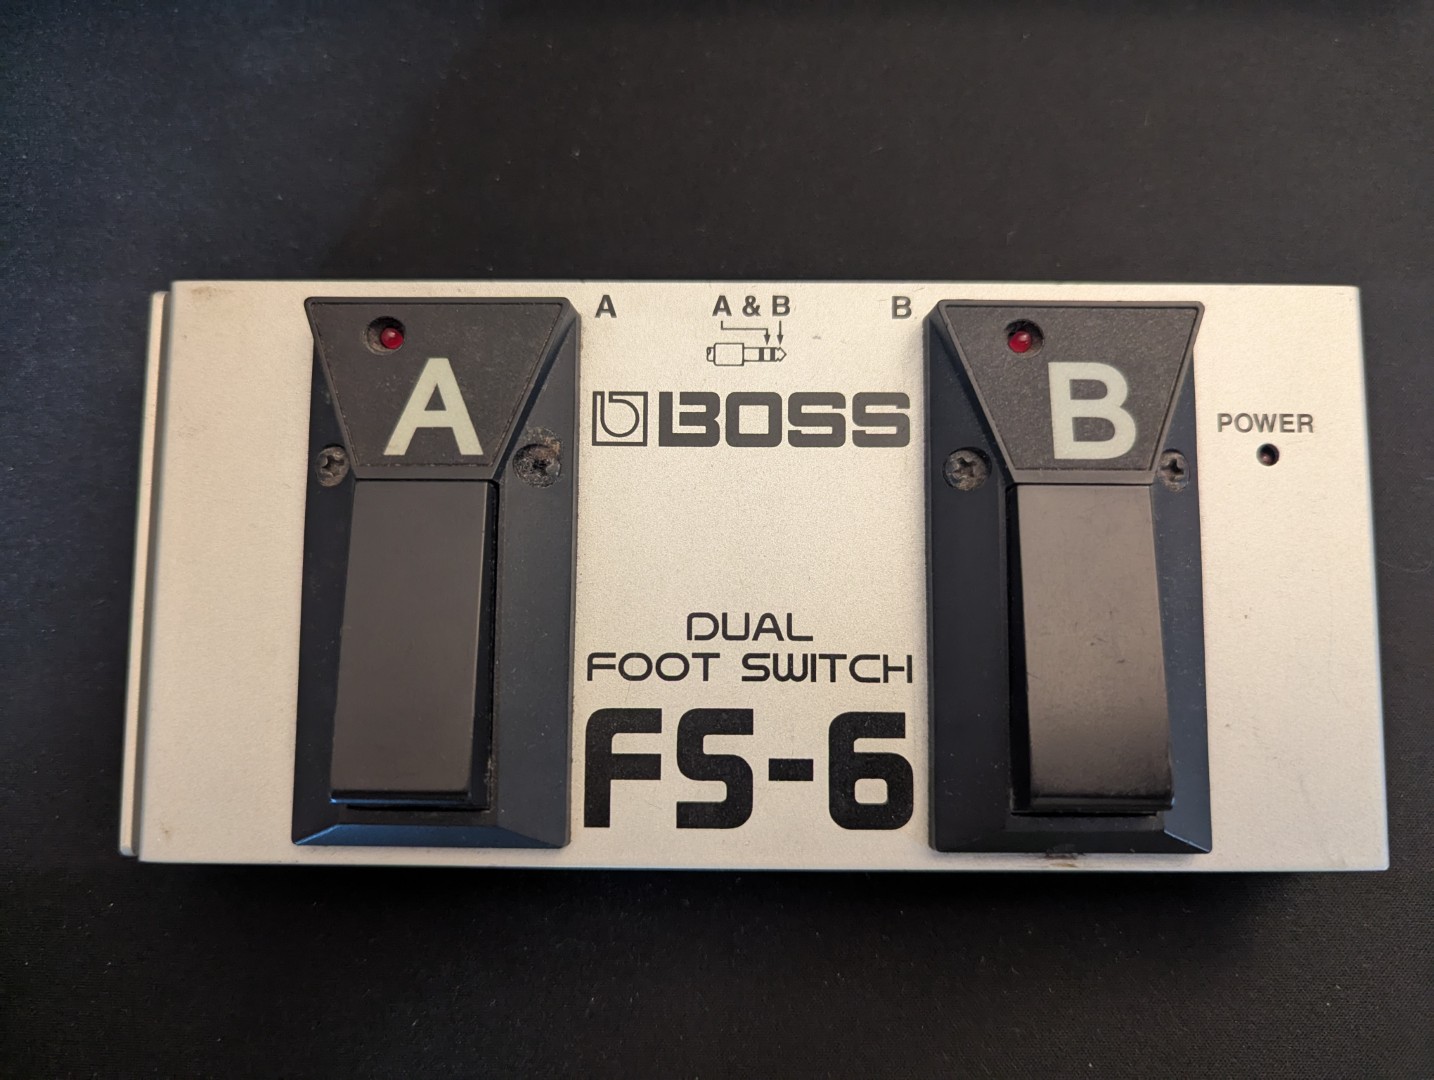 A A & B B
BOSS
A B
POWER
DUAL
FOOT SWITCH
FS-6